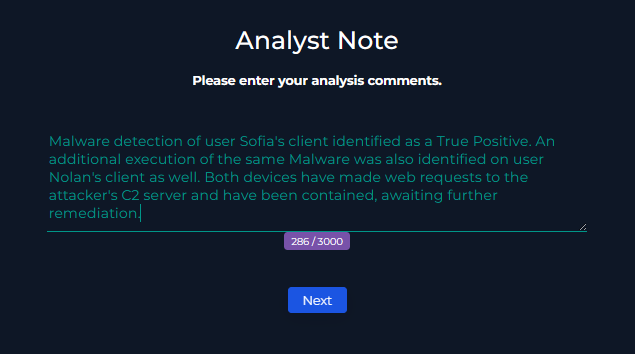 Analyst Note
Please enter your analysis comments.
Malware detection of user Sofia's client identified as a True Positive. An
additional execution of the same Malware was also identified on user
Nolan's client as well. Both devices have made web requests to the
attacker's C2 server and have been contained, awaiting further
remediation.
286 / 3000
Next